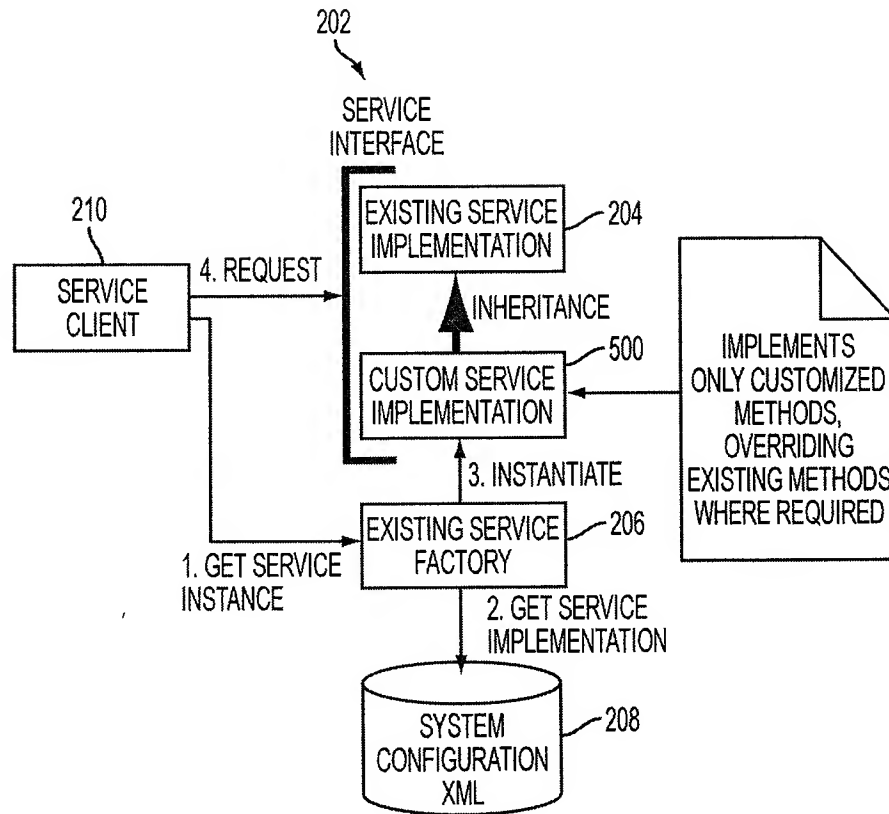 202
SERVICE
INTERFACE
210
SERVICE
CLIENT
4. REQUEST
EXISTING SERVICE
IMPLEMENTATION
204
INHERITANCE
500
CUSTOM SERVICE
IMPLEMENTATION
IMPLEMENTS
ONLY CUSTOMIZED
METHODS,
OVERRIDING
EXISTING METHODS
WHERE REQUIRED
3. INSTANTIATE
1. GET SERVICE
INSTANCE
EXISTING SERVICE
FACTORY
206
2. GET SERVICE
IMPLEMENTATION
SYSTEM
CONFIGURATION
XML
208